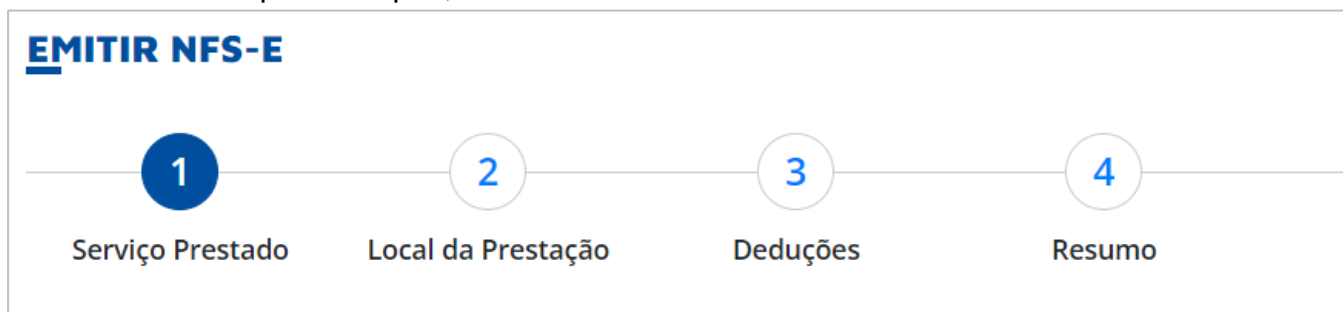 EMITIR NFS-E
1 2 3 4
Serviço Prestado Local da Prestação Deduções Resumo